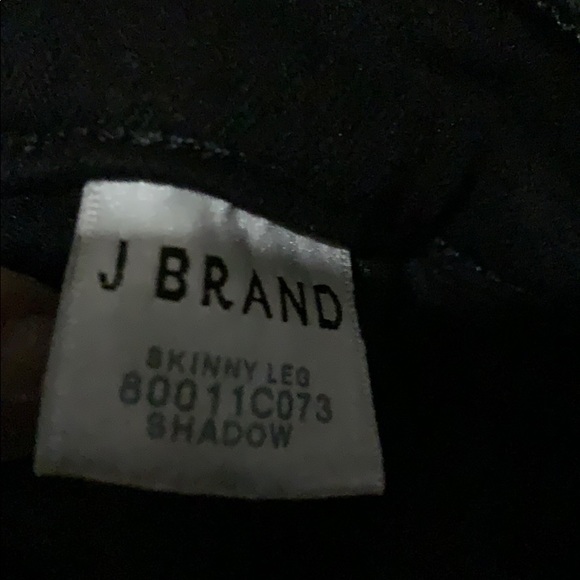 J BRAND
SKINNY LEG
80011C073
SHADOW